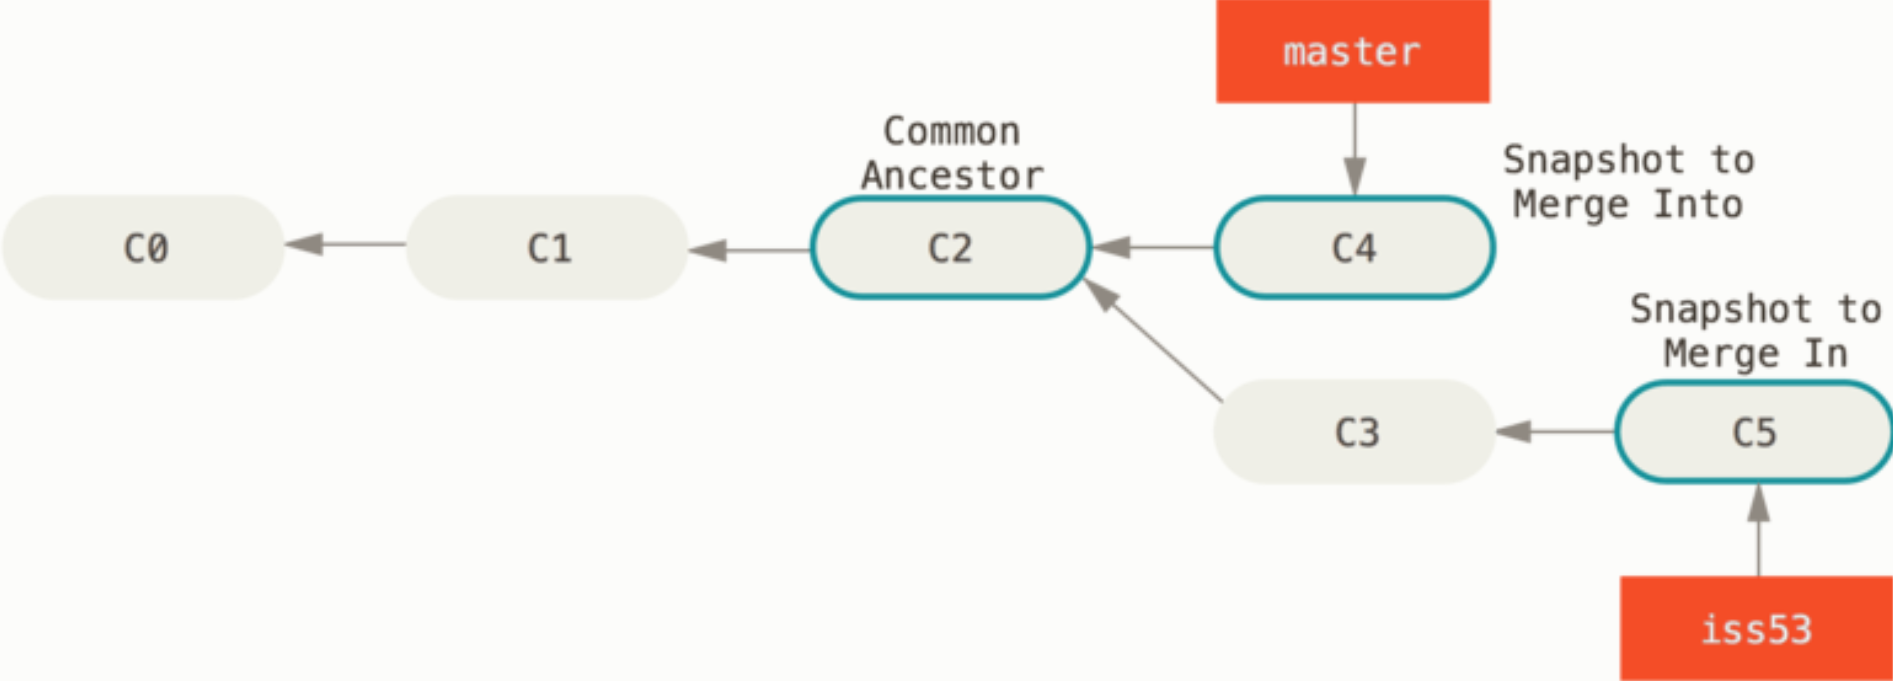 master
Common
Ancestor
Snapshot to
Merge Into
C0
C1
C2
C4
Snapshot to
Merge In
C3
C5
iss53